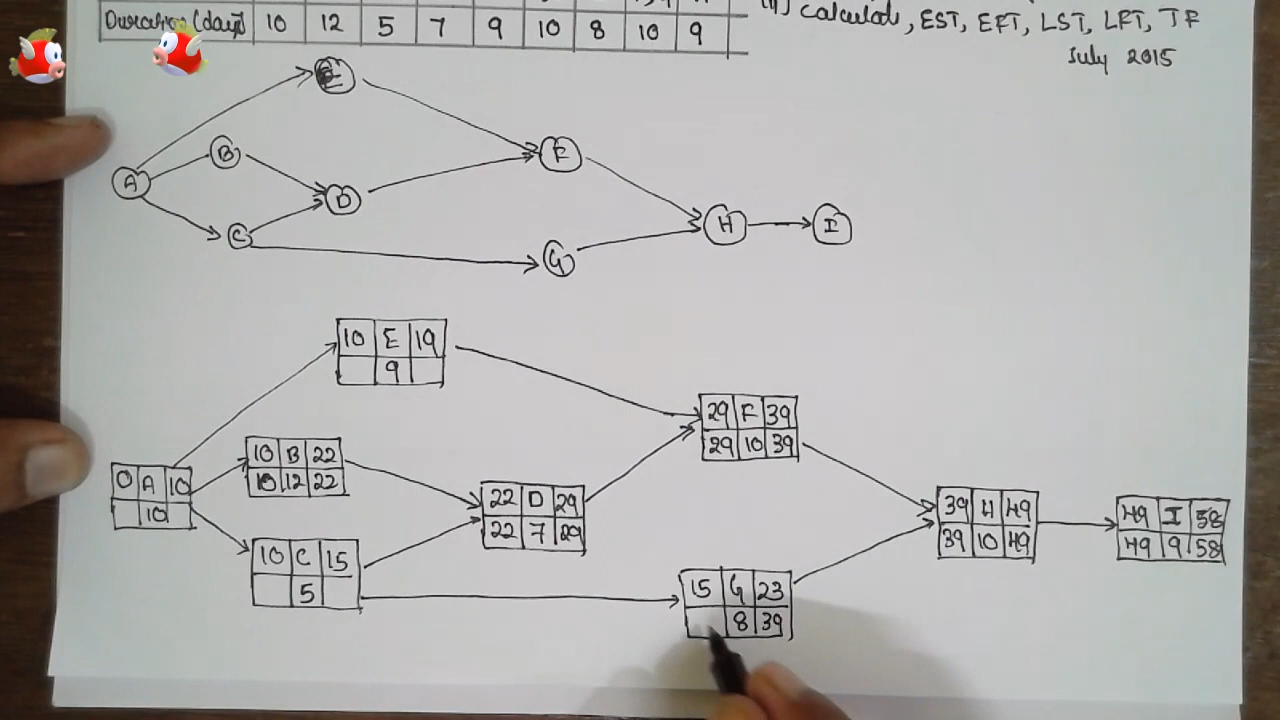 Duration (days) 10 12 5 7 9 10 8 10 9
Calculate, EST, EFT, LST, LFT, TF
July 2015
E
B
F
A
D
H
I
C
G
10 E 19
9
29 F 39
29 10 39
10 B 22
10 12 22
0 A 10
10
22 D 29
22 7 29
39 H 49
39 10 49
49 I 58
49 9 58
10 C 15
5
15 G 23
8 39